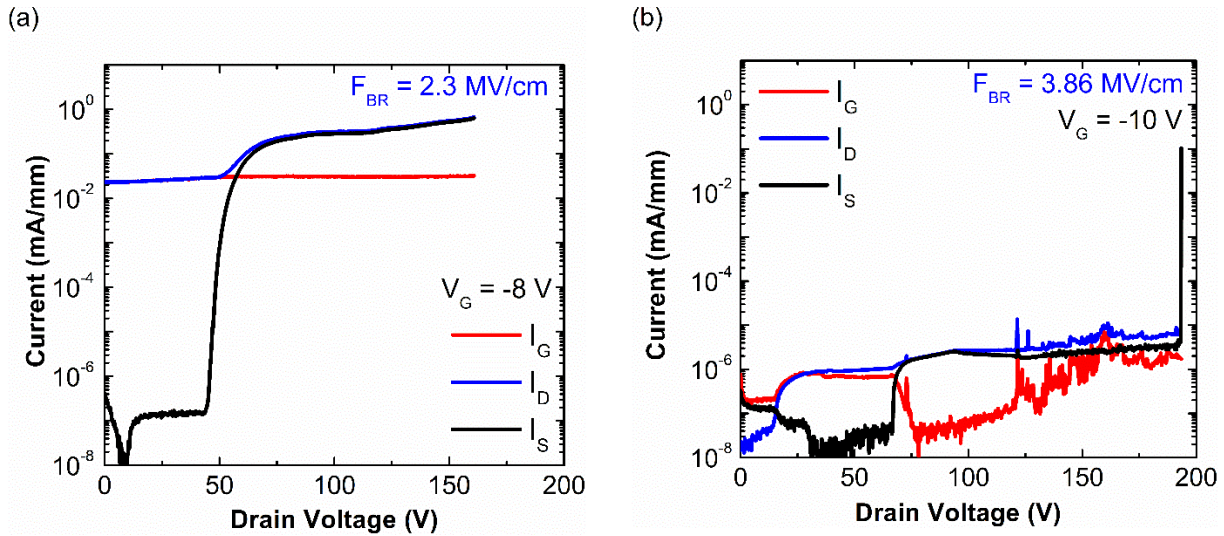 (a)
F_BR = 2.3 MV/cm
10^0
10^-2
10^-4
10^-6
10^-8
Current (mA/mm)
V_G = -8 V
I_G
I_D
I_S
0 50 100 150 200
Drain Voltage (V)
(b)
I_G
I_D
I_S
F_BR = 3.86 MV/cm
V_G = -10 V
10^0
10^-2
10^-4
10^-6
10^-8
Current (mA/mm)
0 50 100 150 200
Drain Voltage (V)